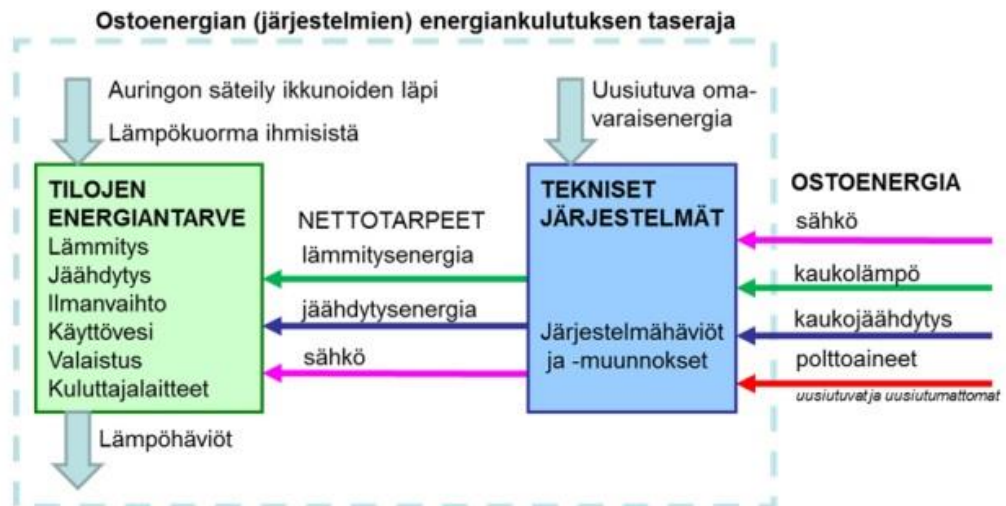 Ostoenergian (järjestelmien) energiankulutuksen taseraja
Auringon säteily ikkunoiden läpi
Lämpökuorma ihmisistä
Uusiutuva oma-
varaisenergia
TILOJEN
ENERGIANTARVE
Lämmitys
Jäähdytys
Ilmanvaihto
Käyttövesi
Valaistus
Kuluttajalaitteet
NETTOTARPEET
lämmitysenergia
jäähdytysenergia
sähkö
TEKNISET
JÄRJESTELMÄT
Järjestelmähäviöt
ja -muunnokset
OSTOENERGIA
sähkö
kaukolämpö
kaukojäähdytys
polttoaineet
uusiutuvat ja uusiutumattomat
Lämpöhäviöt